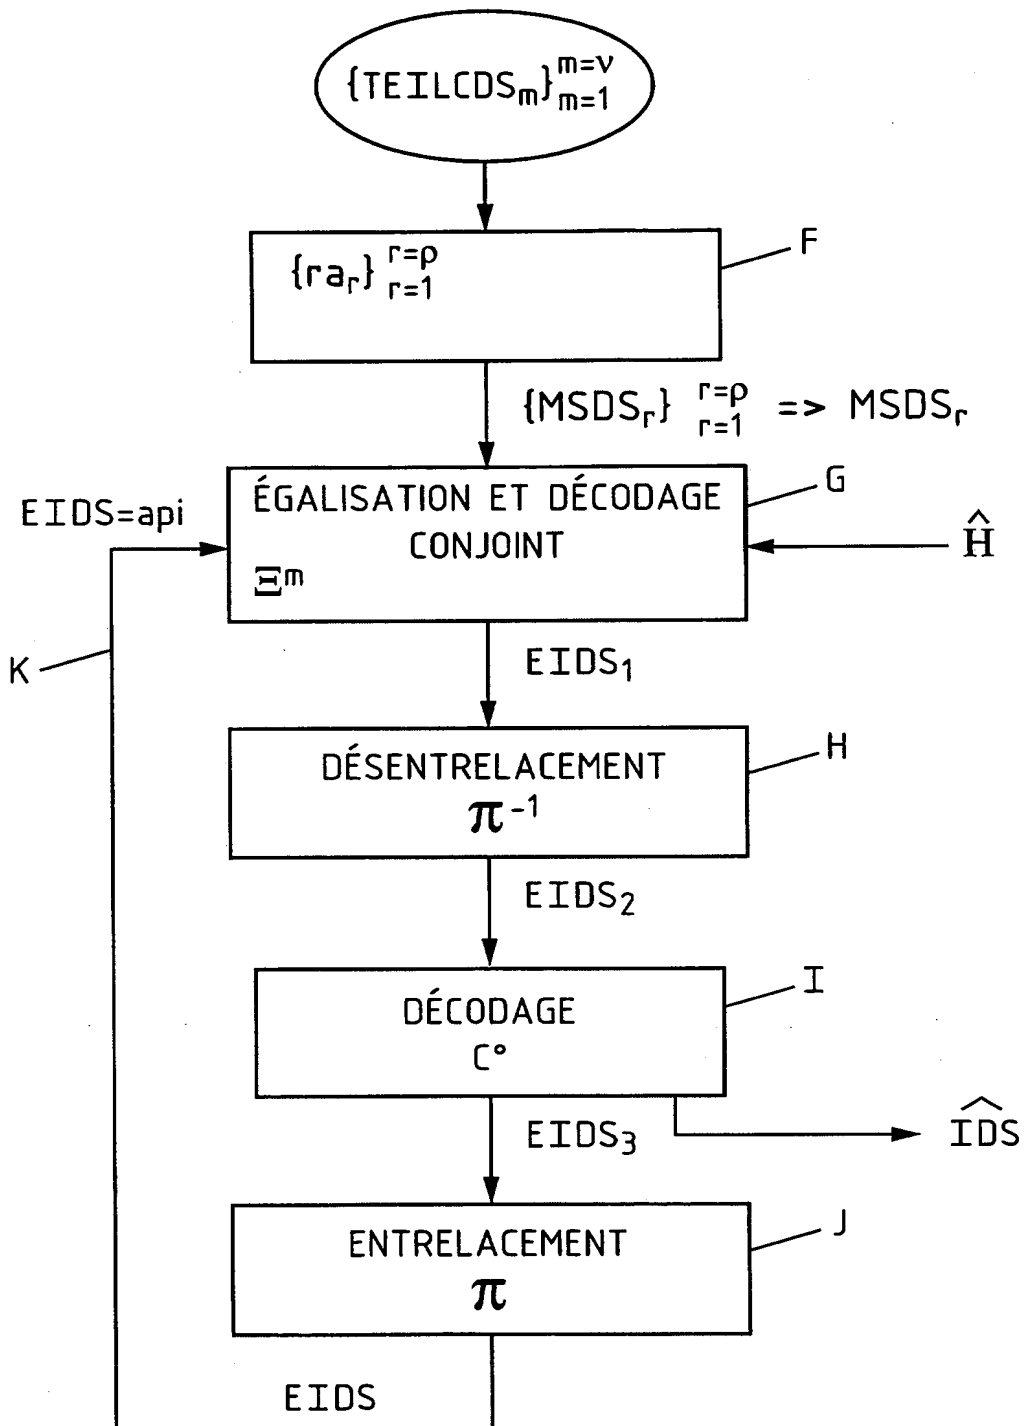 {TEILCDSₘ} m=ν m=1
F
{raᵣ} r=ρ r=1
{MSDSᵣ} r=ρ r=1 => MSDSᵣ
G
EIDS=api
ÉGALISATION ET DÉCODAGE
CONJOINT
Ξᵐ
Ĥ
K
EIDS₁
H
DÉSENTRELACEMENT
π⁻¹
EIDS₂
I
DÉCODAGE
C°
EIDS₃
IDS^
J
ENTRELACEMENT
π
EIDS